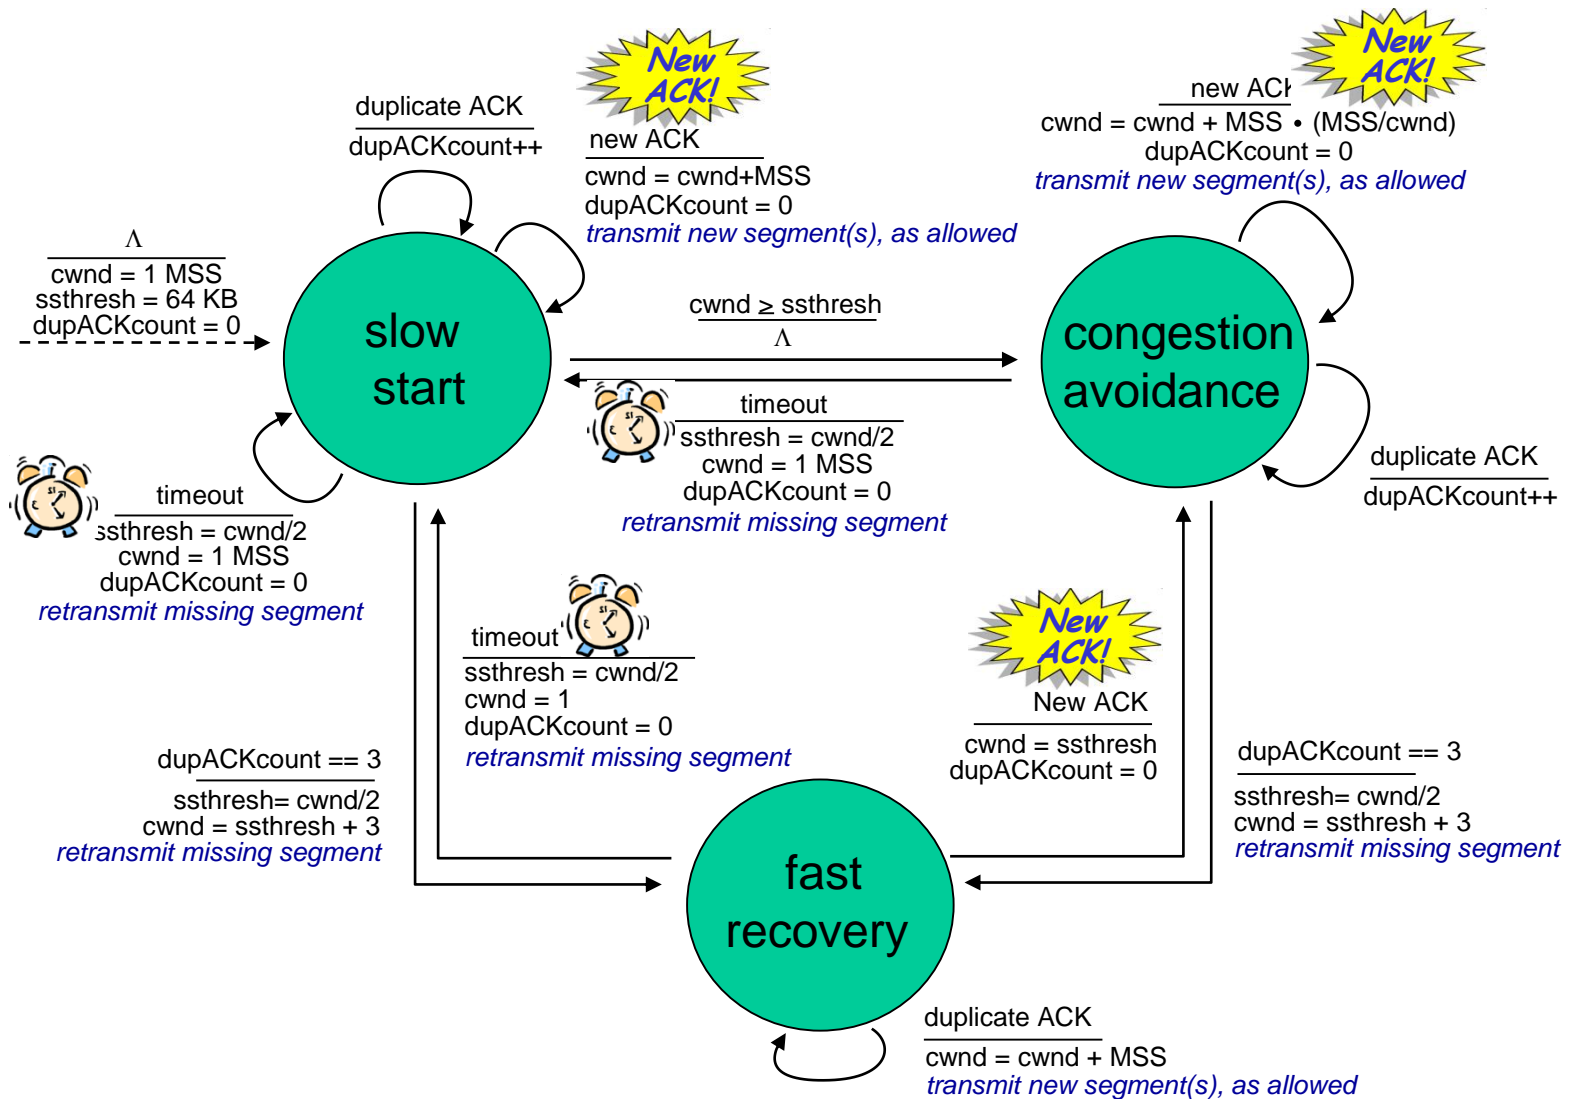 New
ACK!
duplicate ACK
dupACKcount++
new ACK
cwnd = cwnd+MSS
dupACKcount = 0
transmit new segment(s), as allowed
New
ACK!
new ACK
cwnd = cwnd + MSS • (MSS/cwnd)
dupACKcount = 0
transmit new segment(s), as allowed
Λ
cwnd = 1 MSS
ssthresh = 64 KB
dupACKcount = 0
slow
start
cwnd ≥ ssthresh
Λ
congestion
avoidance
timeout
ssthresh = cwnd/2
cwnd = 1 MSS
dupACKcount = 0
retransmit missing segment
duplicate ACK
dupACKcount++
timeout
ssthresh = cwnd/2
cwnd = 1 MSS
dupACKcount = 0
retransmit missing segment
timeout
ssthresh = cwnd/2
cwnd = 1
dupACKcount = 0
retransmit missing segment
New
ACK!
New ACK
cwnd = ssthresh
dupACKcount = 0
dupACKcount == 3
ssthresh= cwnd/2
cwnd = ssthresh + 3
retransmit missing segment
dupACKcount == 3
ssthresh= cwnd/2
cwnd = ssthresh + 3
retransmit missing segment
fast
recovery
duplicate ACK
cwnd = cwnd + MSS
transmit new segment(s), as allowed